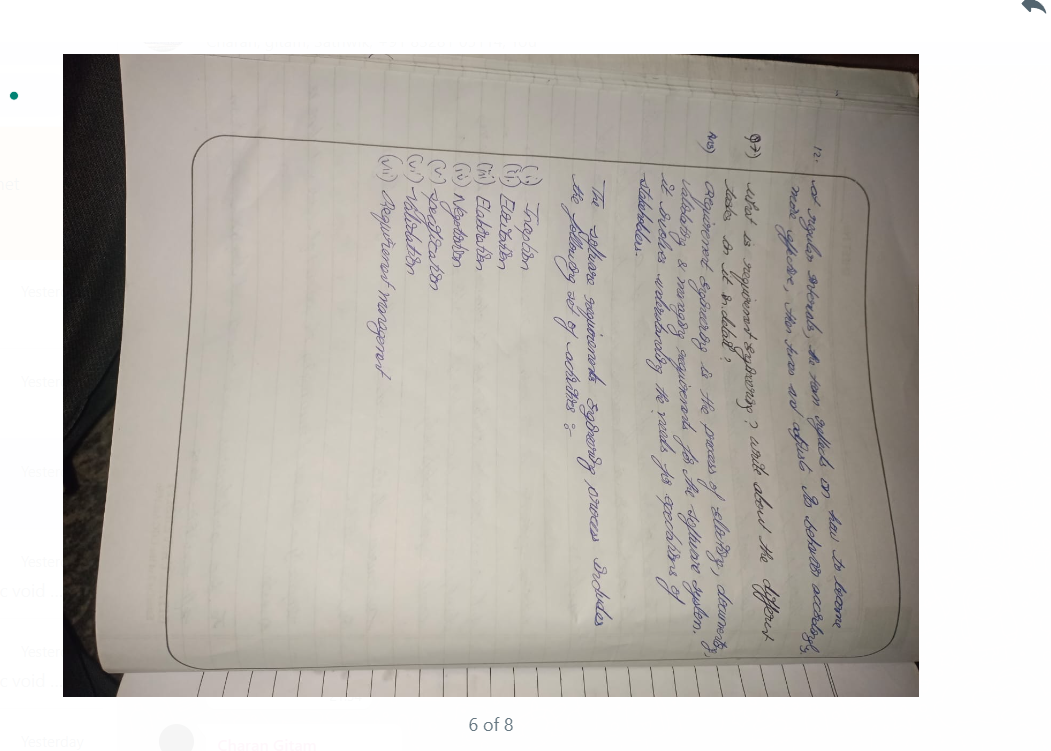 12. at regular intervals, the team reflects on how to become
more effective, then tunes and adjusts its behavior accordingly
Q7) what is requirement Engineering? write about the different
tasks in it in detail?
Ans) Requirement Engineering is the process of eliciting, documenting,
& managing requirements for the software system.
It involves understanding the needs for expectations of
stakeholders.
The software requirements Engineering process includes
the following set of activities :-
(i) Inception
(ii) Elicitation
(iii) Elaboration
(iv) Negotiation
(v) specification
(vi) validation
(vii) Requirement management
6 of 8
Yesterday
Charan Gitam